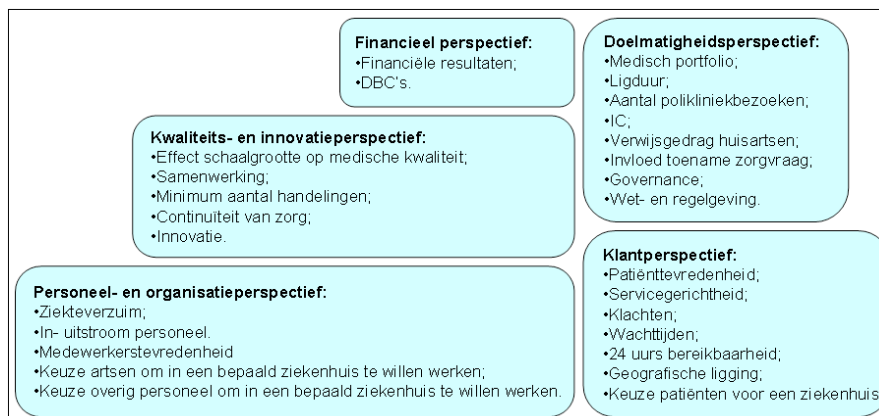 Financieel perspectief:
•Financiële resultaten;
•DBC's.
Doelmatigheidsperspectief:
•Medisch portfolio;
•Ligduur;
•Aantal polikliniekbezoeken;
•IC;
•Verwijsgedrag huisartsen;
•Invloed toename zorgvraag;
•Governance;
•Wet- en regelgeving.
Kwaliteits- en innovatieperspectief:
•Effect schaalgrootte op medische kwaliteit;
•Samenwerking;
•Minimum aantal handelingen;
•Continuïteit van zorg;
•Innovatie.
Klantperspectief:
•Patiënttevredenheid;
•Servicegerichtheid;
•Klachten;
•Wachttijden;
•24 uurs bereikbaarheid;
•Geografische ligging;
•Keuze patiënten voor een ziekenhuis
Personeel- en organisatieperspectief:
•Ziekteverzuim;
•In- uitstroom personeel.
•Medewerkerstevredenheid
•Keuze artsen om in een bepaald ziekenhuis te willen werken;
•Keuze overig personeel om in een bepaald ziekenhuis te willen werken.